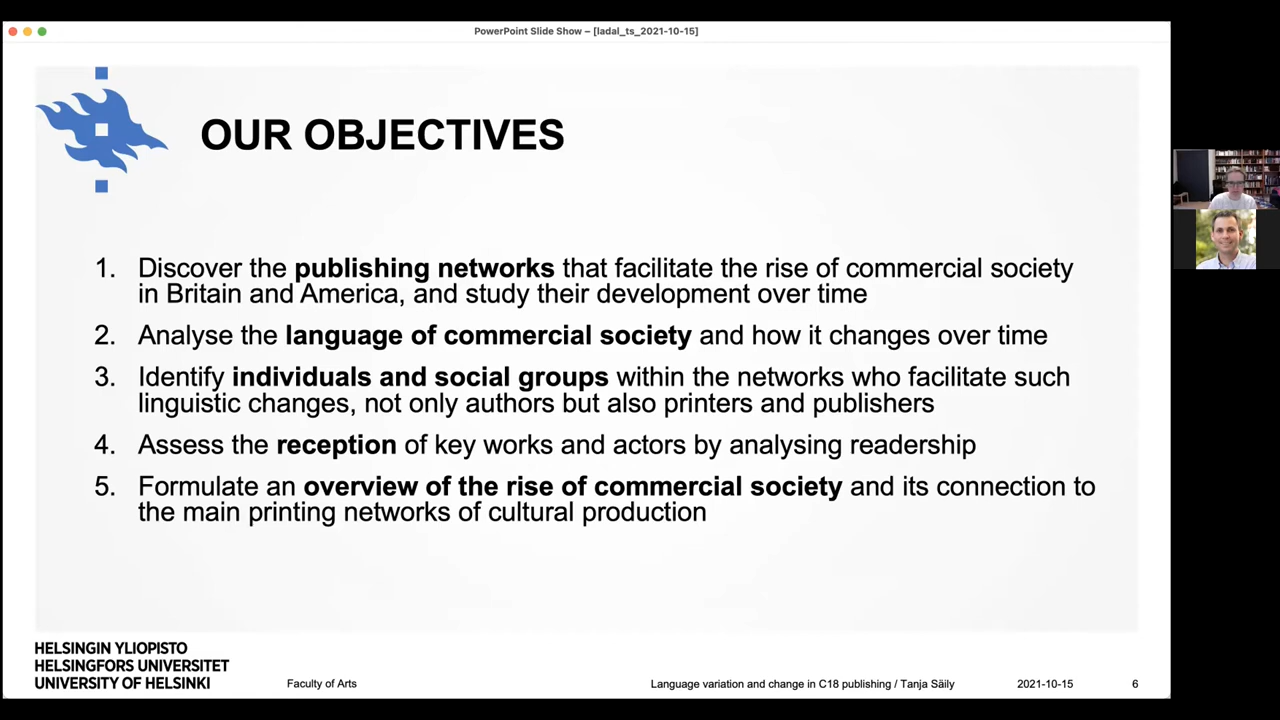 PowerPoint Slide Show – [ladal_ts_2021-10-15]
OUR OBJECTIVES
1. Discover the publishing networks that facilitate the rise of commercial society
in Britain and America, and study their development over time
2. Analyse the language of commercial society and how it changes over time
3. Identify individuals and social groups within the networks who facilitate such
linguistic changes, not only authors but also printers and publishers
4. Assess the reception of key works and actors by analysing readership
5. Formulate an overview of the rise of commercial society and its connection to
the main printing networks of cultural production
HELSINGIN YLIOPISTO
HELSINGFORS UNIVERSITET
UNIVERSITY OF HELSINKI
Faculty of Arts
Language variation and change in C18 publishing / Tanja Säily
2021-10-15
6